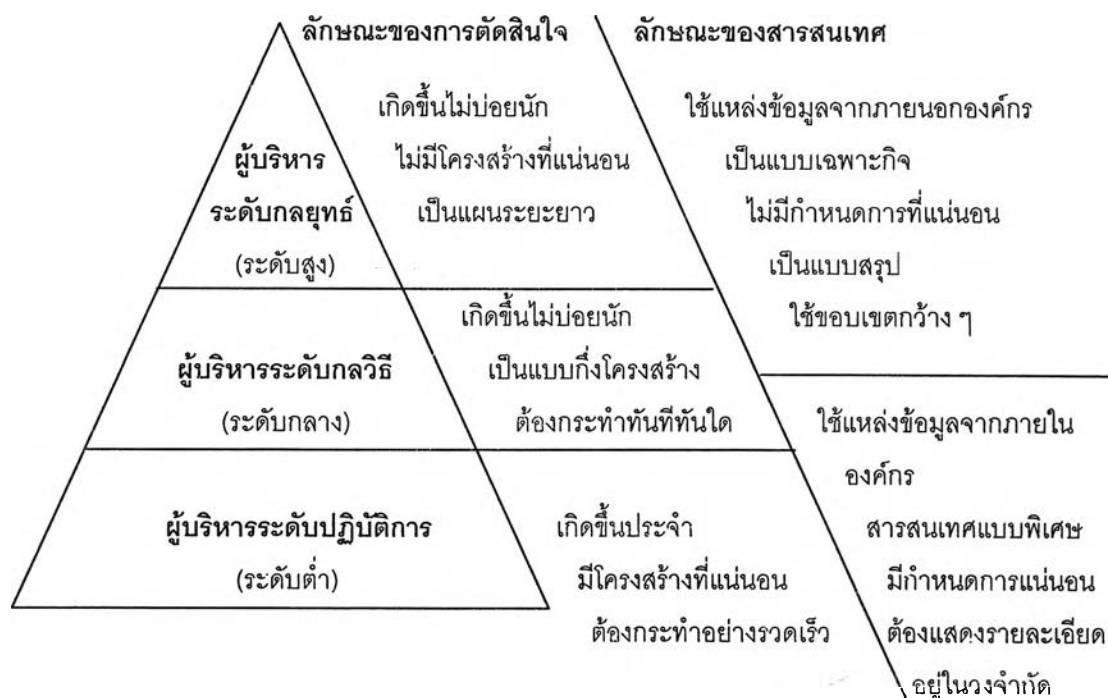 ลักษณะของการตัดสินใจ
ลักษณะของสารสนเทศ
ผู้บริหาร
ระดับกลยุทธ์
(ระดับสูง)
เกิดขึ้นไม่บ่อยนัก
ไม่มีโครงสร้างที่แน่นอน
เป็นแผนระยะยาว
ใช้แหล่งข้อมูลจากภายนอกองค์กร
เป็นแบบเฉพาะกิจ
ไม่มีกำหนดการที่แน่นอน
เป็นแบบสรุป
ใช้ขอบเขตกว้าง ๆ
ผู้บริหารระดับกลวิธี
(ระดับกลาง)
เกิดขึ้นไม่บ่อยนัก
เป็นแบบกึ่งโครงสร้าง
ต้องกระทำทันทีทันใด
ผู้บริหารระดับปฏิบัติการ
(ระดับต่ำ)
เกิดขึ้นประจำ
มีโครงสร้างที่แน่นอน
ต้องกระทำอย่างรวดเร็ว
ใช้แหล่งข้อมูลจากภายใน
องค์กร
สารสนเทศแบบพิเศษ
มีกำหนดการแน่นอน
ต้องแสดงรายละเอียด
อยู่ในวงจำกัด